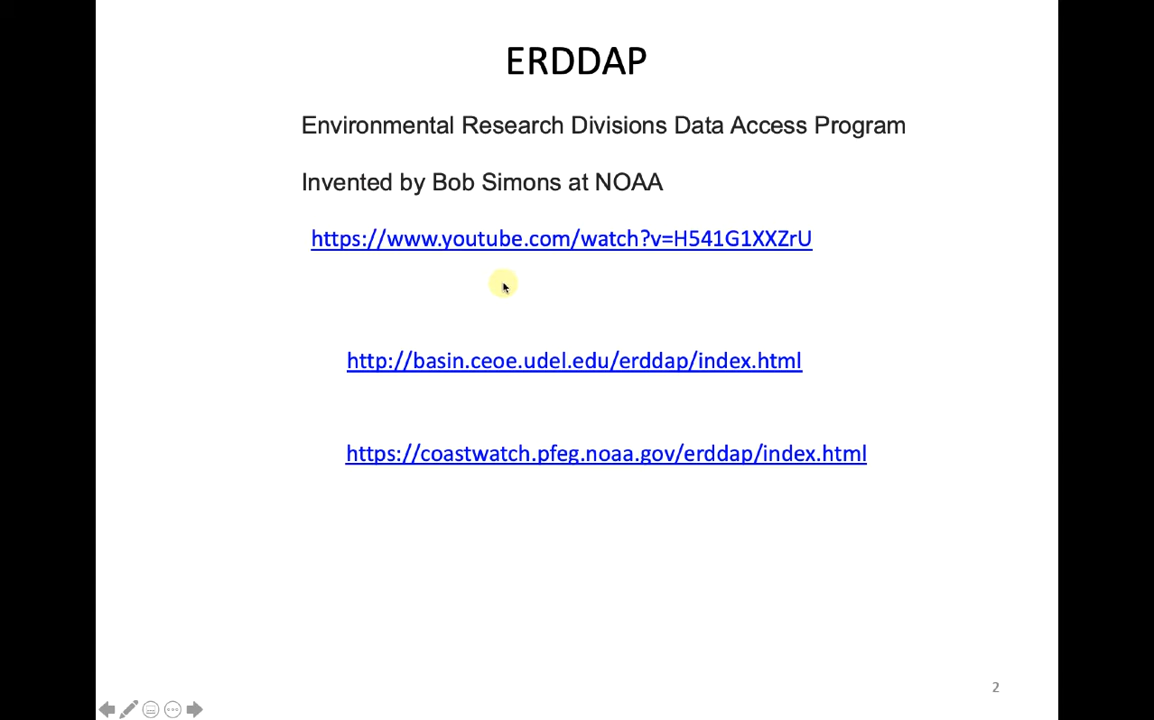 ERDDAP
Environmental Research Divisions Data Access Program
Invented by Bob Simons at NOAA
https://www.youtube.com/watch?v=H541G1XXZrU
http://basin.ceoe.udel.edu/erddap/index.html
https://coastwatch.pfeg.noaa.gov/erddap/index.html
2